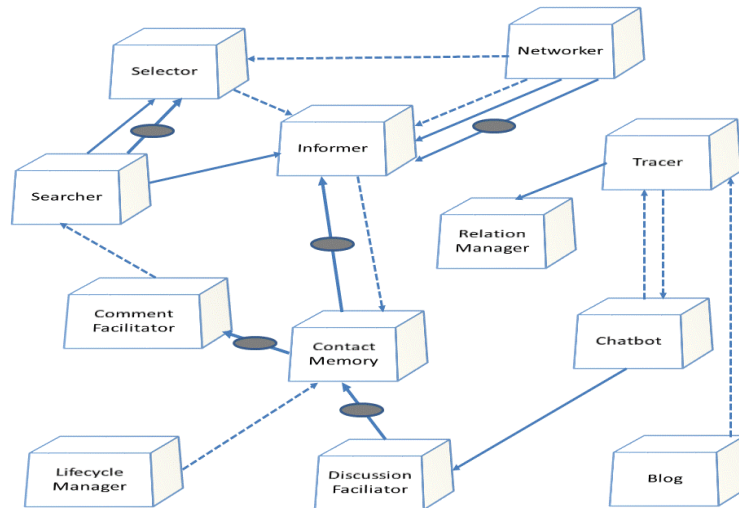 Networker
Selector
Informer
Tracer
Searcher
Relation
Manager
Comment
Facilitator
Contact
Memory
Chatbot
Lifecycle
Manager
Discussion
Faciliator
Blog